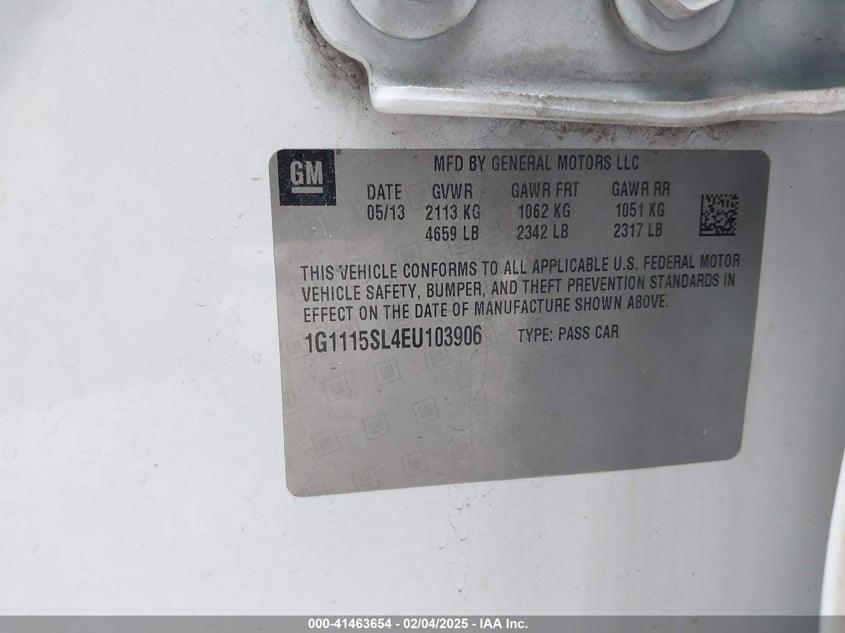 GM
MFD BY GENERAL MOTORS LLC
DATE GVWR GAWR FRT GAWR RR
05/13 2113 KG 1062 KG 1051 KG
4659 LB 2342 LB 2317 LB
THIS VEHICLE CONFORMS TO ALL APPLICABLE U.S. FEDERAL MOTOR
VEHICLE SAFETY, BUMPER, AND THEFT PREVENTION STANDARDS IN
EFFECT ON THE DATE OF MANUFACTURE SHOWN ABOVE.
1G1115SL4EU103906 TYPE: PASS CAR
000-41463654 - 02/04/2025 - IAA Inc.